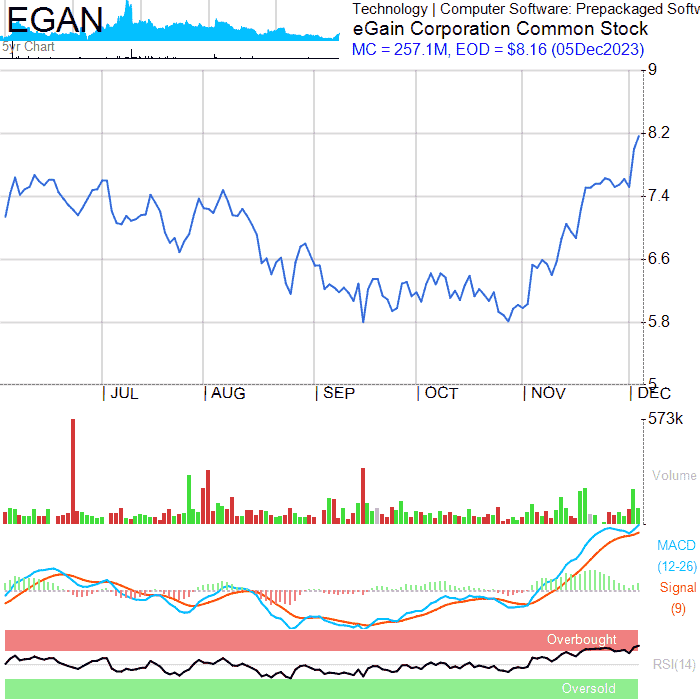 EGAN
5yr Chart
Technology | Computer Software: Prepackaged Softw
eGain Corporation Common Stock
MC = 257.1M, EOD = $8.16 (05Dec2023)
9
8.2
7.4
6.6
5.8
5
| JUL | AUG | SEP | OCT | NOV | DEC
573k
Volume
MACD
(12-26)
Signal
(9)
Overbought
RSI(14)
Oversold